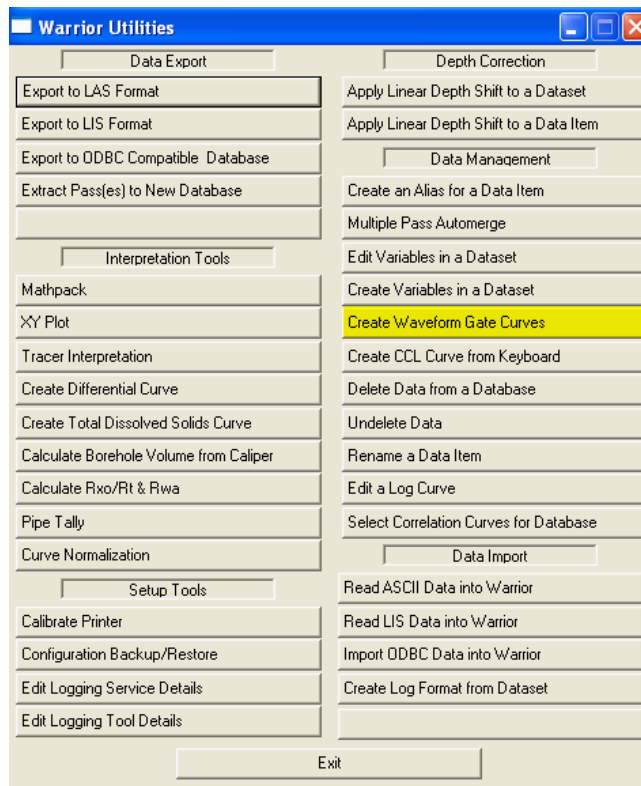 Warrior Utilities
Data Export
Export to LAS Format
Export to LIS Format
Export to ODBC Compatible Database
Extract Pass(es) to New Database
Interpretation Tools
Mathpack
XY Plot
Tracer Interpretation
Create Differential Curve
Create Total Dissolved Solids Curve
Calculate Borehole Volume from Caliper
Calculate Rxo/Rt & Rwa
Pipe Tally
Curve Normalization
Setup Tools
Calibrate Printer
Configuration Backup/Restore
Edit Logging Service Details
Edit Logging Tool Details
Depth Correction
Apply Linear Depth Shift to a Dataset
Apply Linear Depth Shift to a Data Item
Data Management
Create an Alias for a Data Item
Multiple Pass Automerge
Edit Variables in a Dataset
Create Variables in a Dataset
Create Waveform Gate Curves
Create CCL Curve from Keyboard
Delete Data from a Database
Undelete Data
Rename a Data Item
Edit a Log Curve
Select Correlation Curves for Database
Data Import
Read ASCII Data into Warrior
Read LIS Data into Warrior
Import ODBC Data into Warrior
Create Log Format from Dataset
Exit